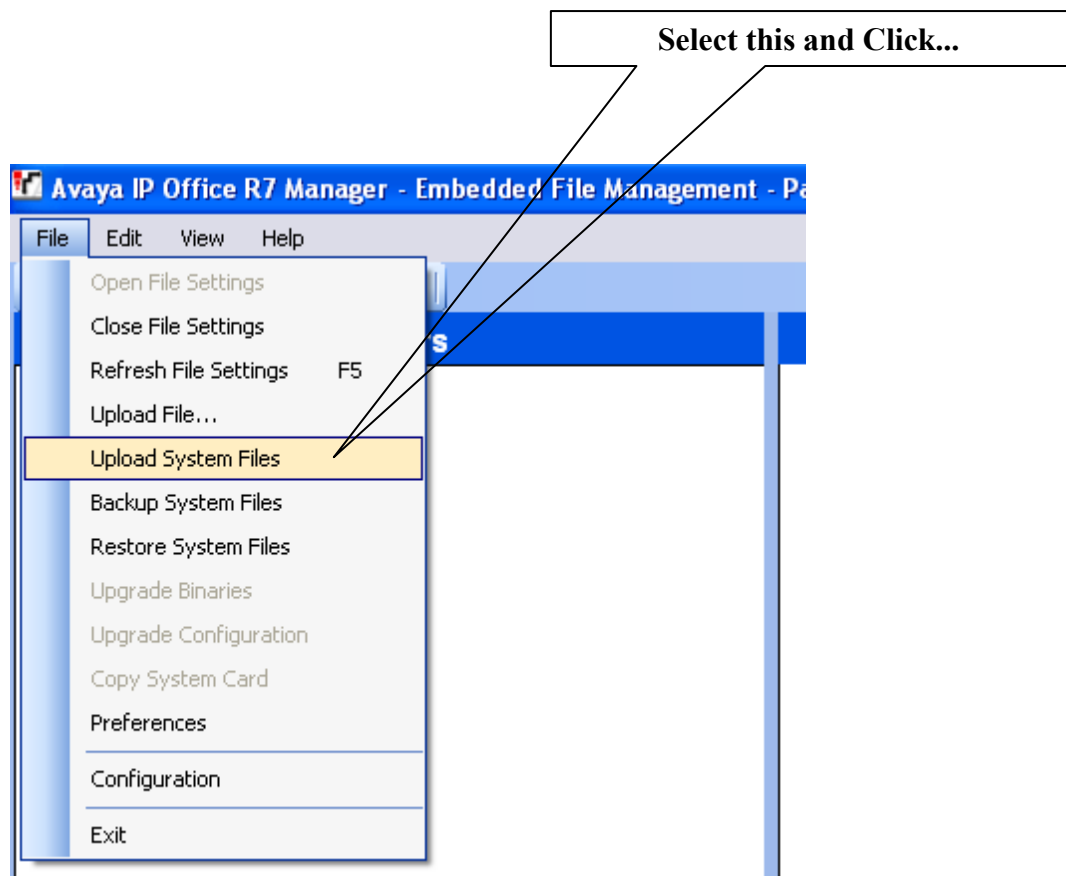 Select this and Click...
Avaya IP Office R7 Manager - Embedded File Management - Pa
File Edit View Help
Open File Settings
Close File Settings
rs
Refresh File Settings F5
Upload File...
Upload System Files
Backup System Files
Restore System Files
Upgrade Binaries
Upgrade Configuration
Copy System Card
Preferences
Configuration
Exit